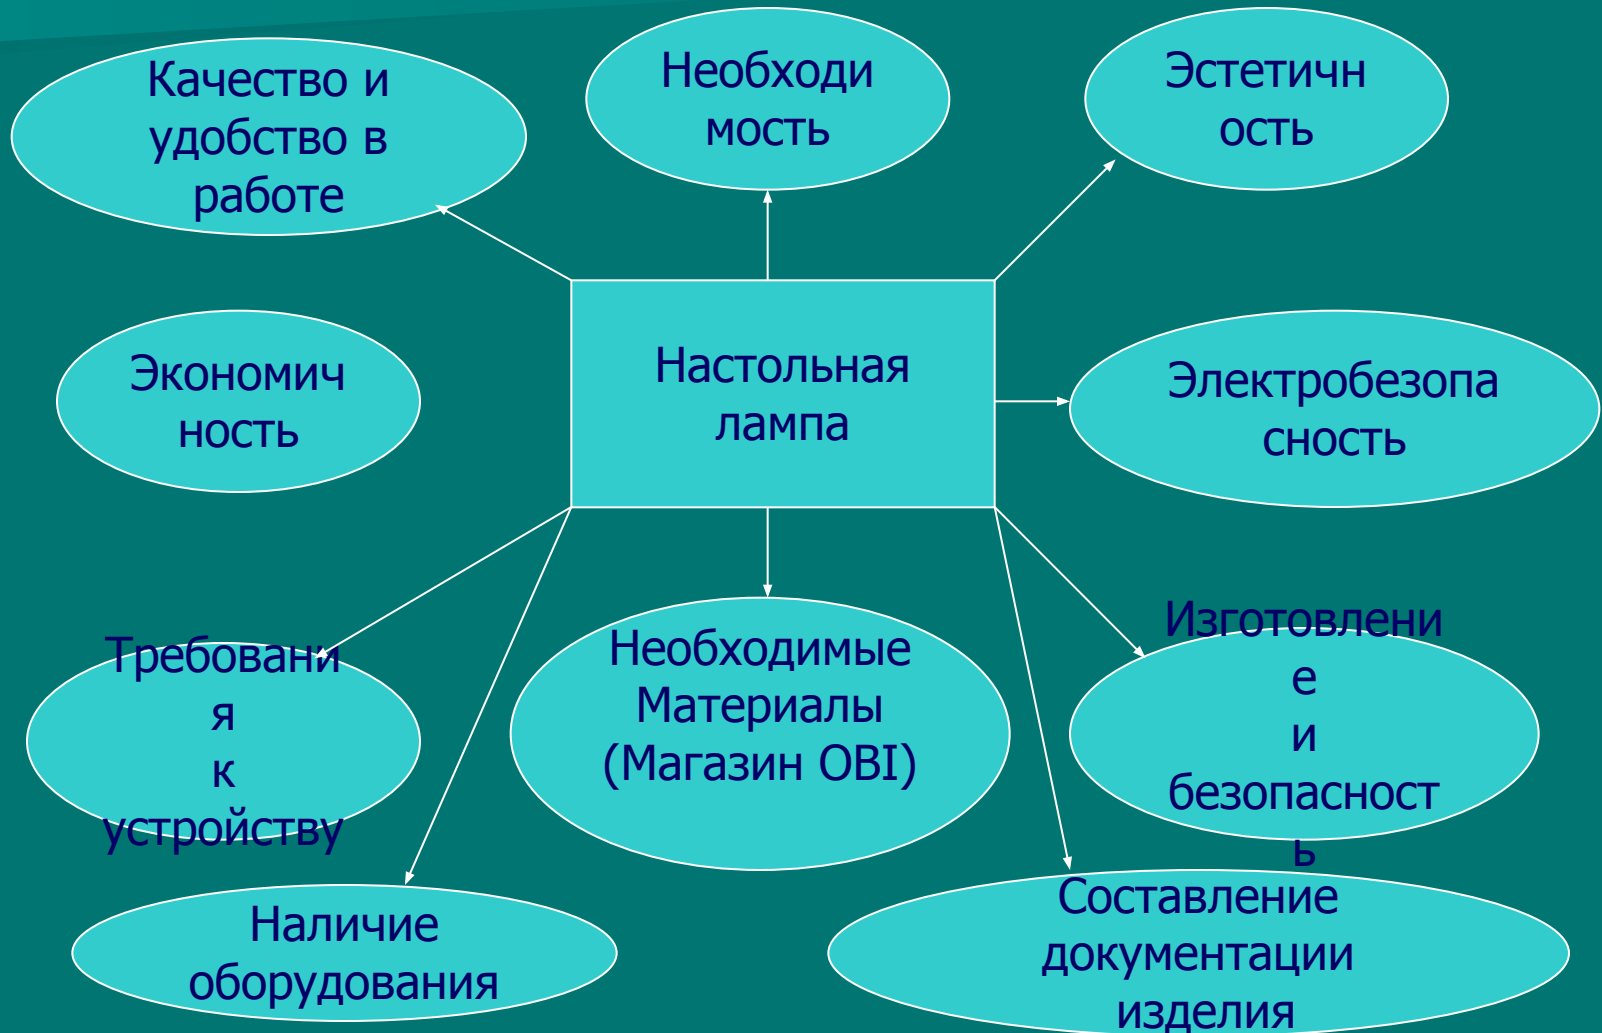 Качество и
удобство в
работе
Необходи
мость
Эстетичн
ость
Экономич
ность
Настольная
лампа
Электробезопа
сность
Требовани
я
к
устройству
Необходимые
Материалы
(Магазин OBI)
Изготовлени
е
и
безопасност
ь
Наличие
оборудования
Составление
документации
изделия